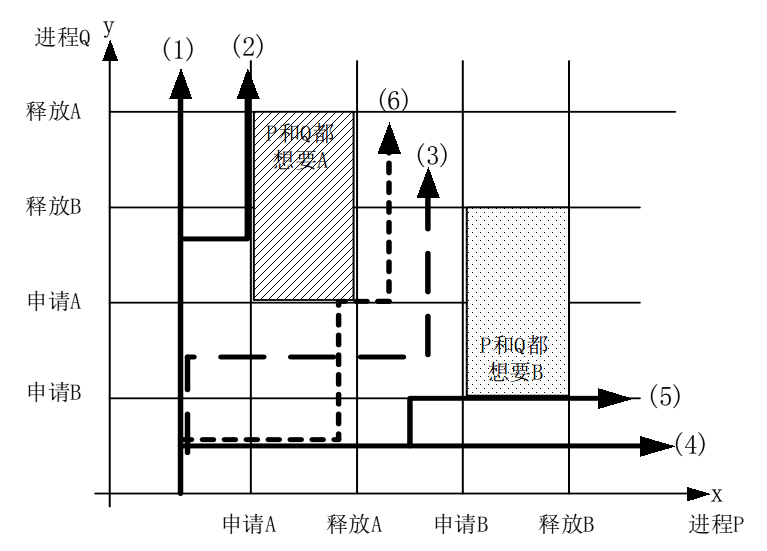 进程Q
y
(1)
(2)
(6)
(3)
释放A
P和Q都
想要A
释放B
申请A
P和Q都
想要B
申请B
(5)
(4)
x
申请A
释放A
申请B
释放B
进程P